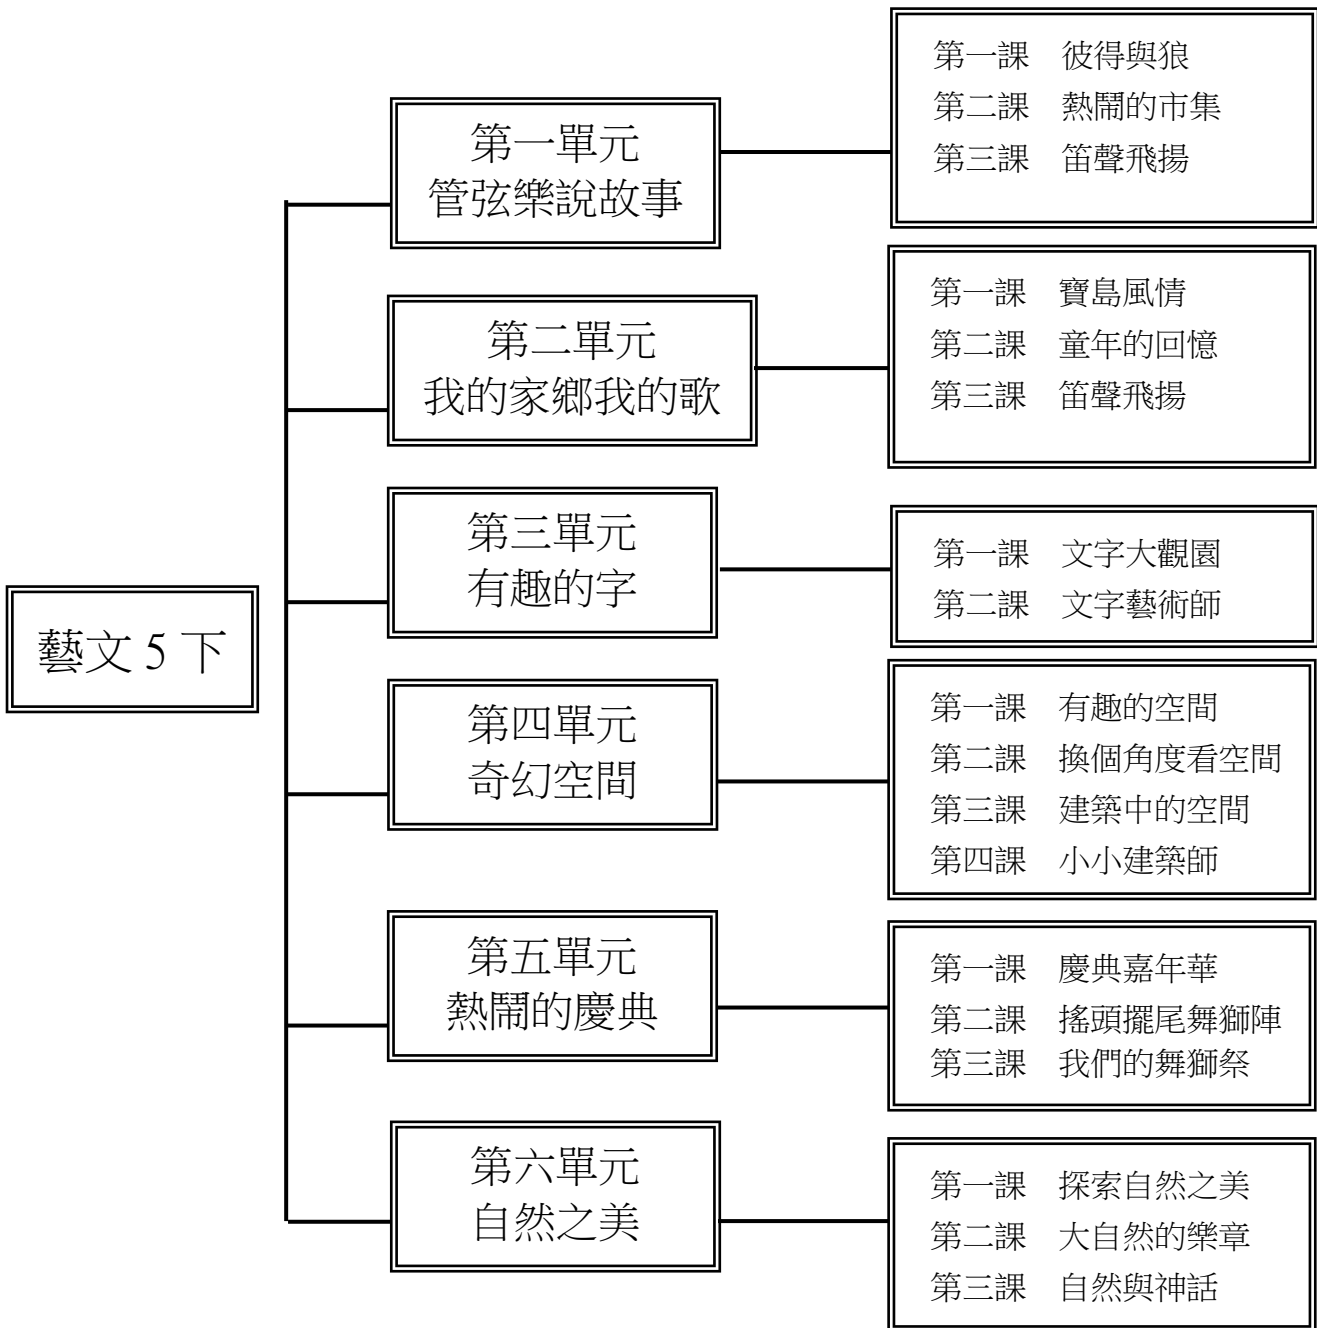 藝文 5 下
第一單元
管弦樂說故事
第一課 彼得與狼
第二課 熱鬧的市集
第三課 笛聲飛揚
第二單元
我的家鄉我的歌
第一課 寶島風情
第二課 童年的回憶
第三課 笛聲飛揚
第三單元
有趣的字
第一課 文字大觀園
第二課 文字藝術師
第四單元
奇幻空間
第一課 有趣的空間
第二課 換個角度看空間
第三課 建築中的空間
第四課 小小建築師
第五單元
熱鬧的慶典
第一課 慶典嘉年華
第二課 搖頭擺尾舞獅陣
第三課 我們的舞獅祭
第六單元
自然之美
第一課 探索自然之美
第二課 大自然的樂章
第三課 自然與神話